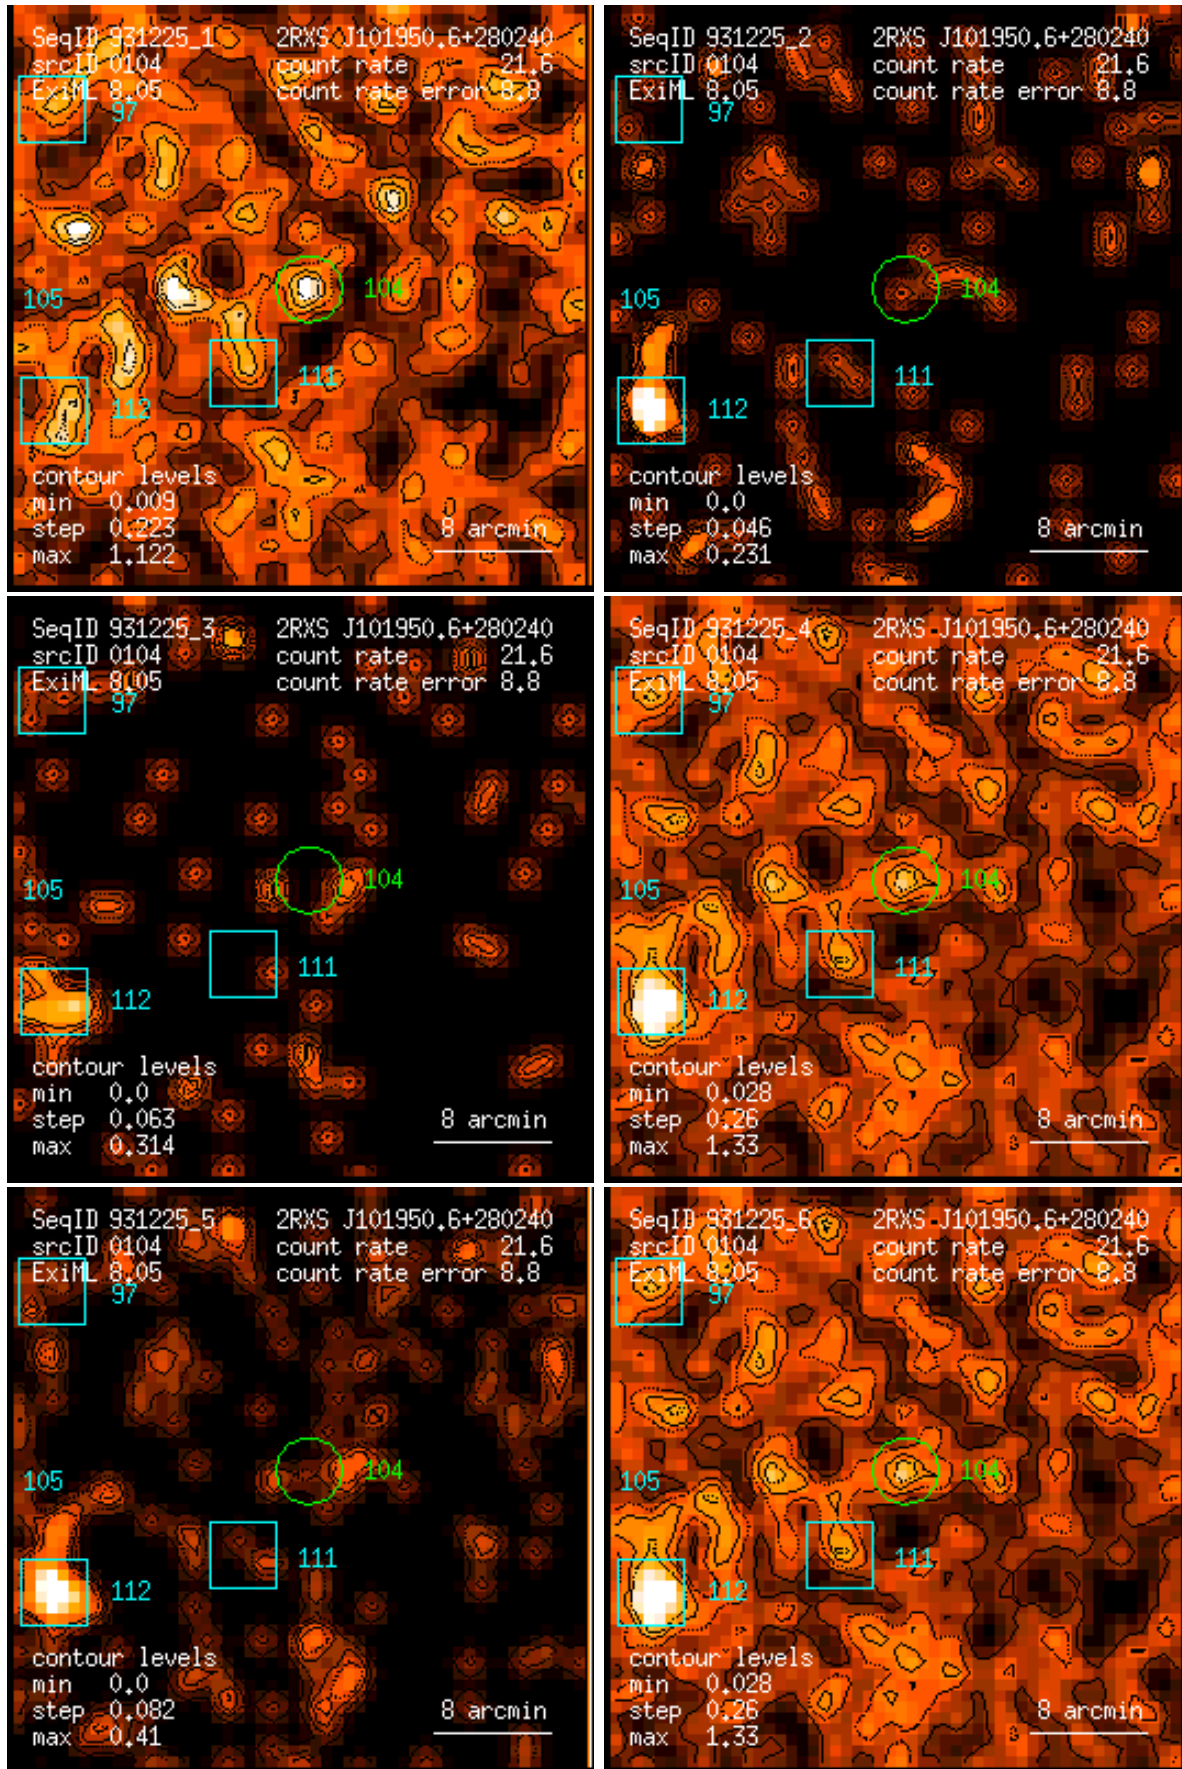 SeqID 931225_1 2RXS J101950.6+280240
srcID 0104 count rate 21.6
ExiML 8.05 count rate error 8.8
97
104
105
111
112
contour levels
min 0.009
step 0.223
max 1.122
8 arcmin
SeqID 931225_2 2RXS J101950.6+280240
srcID 0104 count rate 21.6
ExiML 8.05 count rate error 8.8
97
104
105
111
112
contour levels
min 0.0
step 0.046
max 0.231
8 arcmin
SeqID 931225_3 2RXS J101950.6+280240
srcID 0104 count rate 21.6
ExiML 8.05 count rate error 8.8
97
104
105
111
112
contour levels
min 0.0
step 0.063
max 0.314
8 arcmin
SeqID 931225_4 2RXS J101950.6+280240
srcID 0104 count rate 21.6
ExiML 8.05 count rate error 8.8
97
104
105
111
112
contour levels
min 0.028
step 0.26
max 1.33
8 arcmin
SeqID 931225_5 2RXS J101950.6+280240
srcID 0104 count rate 21.6
ExiML 8.05 count rate error 8.8
97
104
105
111
112
contour levels
min 0.0
step 0.082
max 0.41
8 arcmin
SeqID 931225_6 2RXS J101950.6+280240
srcID 0104 count rate 21.6
ExiML 8.05 count rate error 8.8
97
104
105
111
112
contour levels
min 0.028
step 0.26
max 1.33
8 arcmin